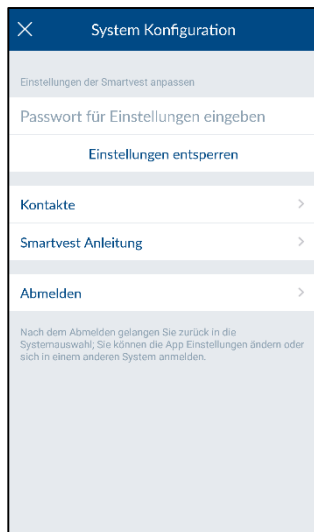 System Konfiguration
Einstellungen der Smartvest anpassen
Passwort für Einstellungen eingeben
Einstellungen entsperren
Kontakte
Smartvest Anleitung
Abmelden
Nach dem Abmelden gelangen Sie zurück in die
Systemauswahl; Sie können die App Einstellungen ändern oder
sich in einem anderen System anmelden.